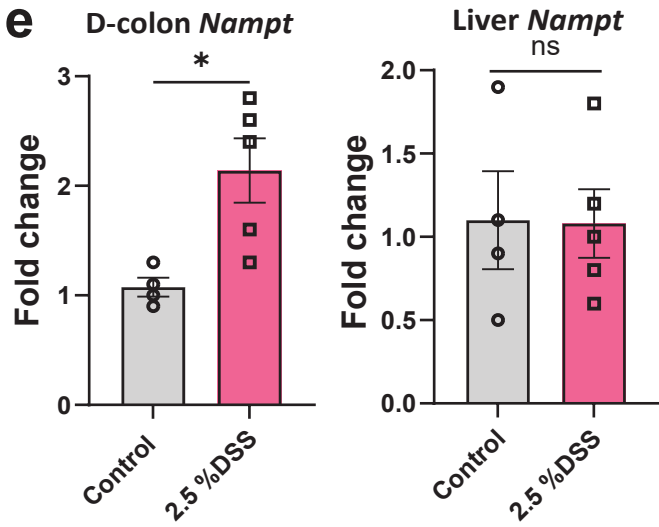 e
D-colon Nampt
*
Fold change
3
2
1
0
Control
2.5 %DSS
Liver Nampt
ns
Fold change
2.0
1.5
1.0
0.5
0.0
Control
2.5 %DSS